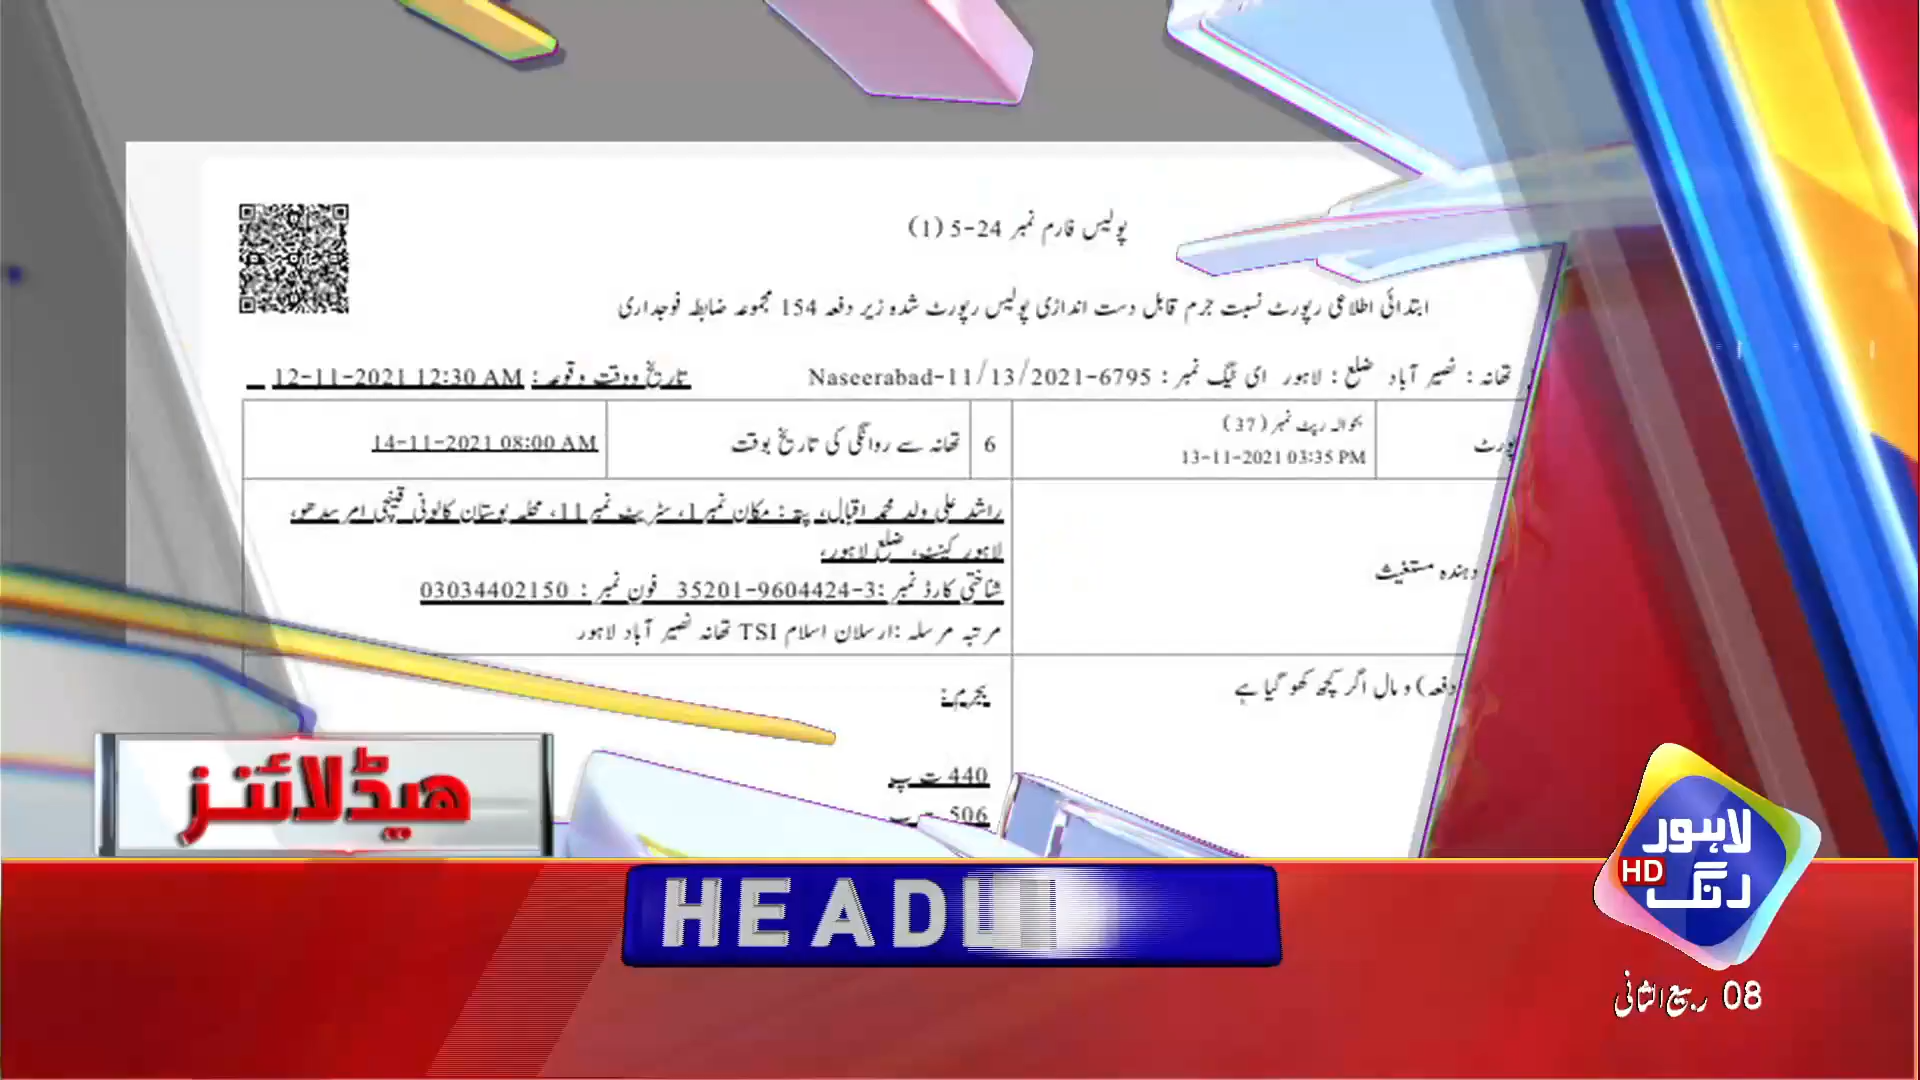 پولیس فارم نمبر 24-5 (1)
ابتدائی اطلاعی رپورٹ نسبت جرم قابل دست اندازی پولیس رپورٹ شدہ زیر دفعہ 154 مجموعہ ضابطہ فوجداری
تھانہ : نصیر آباد ضلع : لاہور ای ٹیگ نمبر : Naseerabad-11/13/2021-6795 تاریخ و وقت وقوعہ : 12-11-2021 12:30 AM
پورٹ بحوالہ رپٹ نمبر (37) 6 تھانہ سے روانگی کی تاریخ بوقت 14-11-2021 08:00 AM
13-11-2021 03:35 PM
راشد علی ولد محمد اقبال، پتہ : مکان نمبر 1، سٹریٹ نمبر 11، محلہ بوستان کالونی قینچی امر سدھو،
لاہور کینٹ، ضلع لاہور،
دہندہ مستغیث
شناختی کارڈ نمبر :35201-9604424-3 فون نمبر : 03034402150
مرتبہ مرسلہ :ارسلان اسلام TSI تھانہ نصیر آباد لاہور
دفعہ) و مال اگر کچھ کھو گیا ہے
بجرم :
440 ت پ
506 ت پ
ہیڈلائنز
HEADL
لاہور
رنگ
HD
08 ربیع الثانی